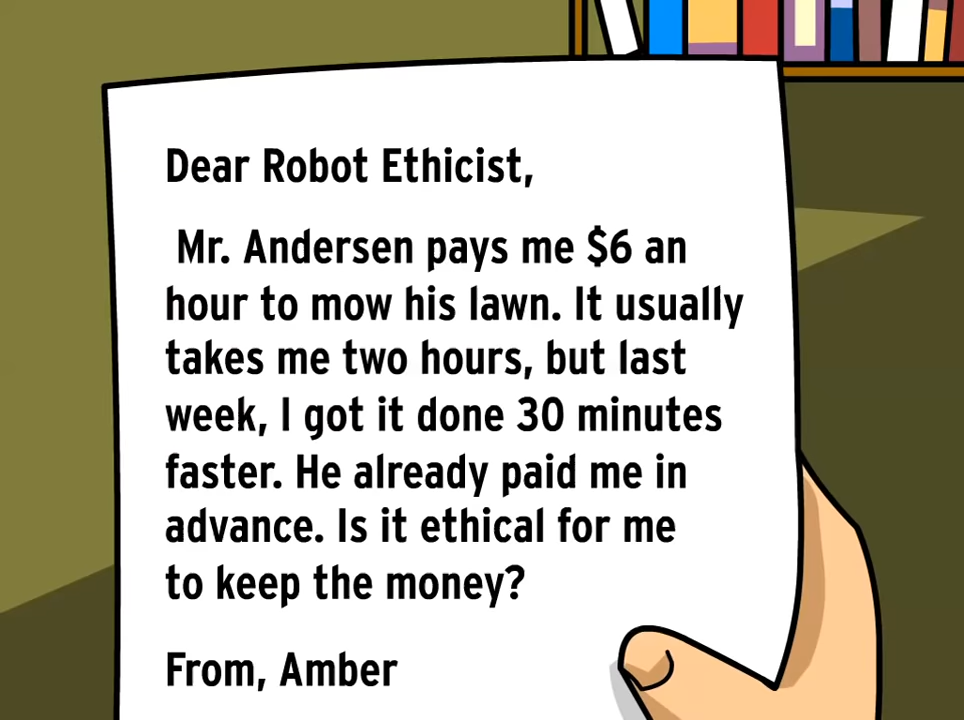 Dear Robot Ethicist,
Mr. Andersen pays me $6 an
hour to mow his lawn. It usually
takes me two hours, but last
week, I got it done 30 minutes
faster. He already paid me in
advance. Is it ethical for me
to keep the money?
From, Amber